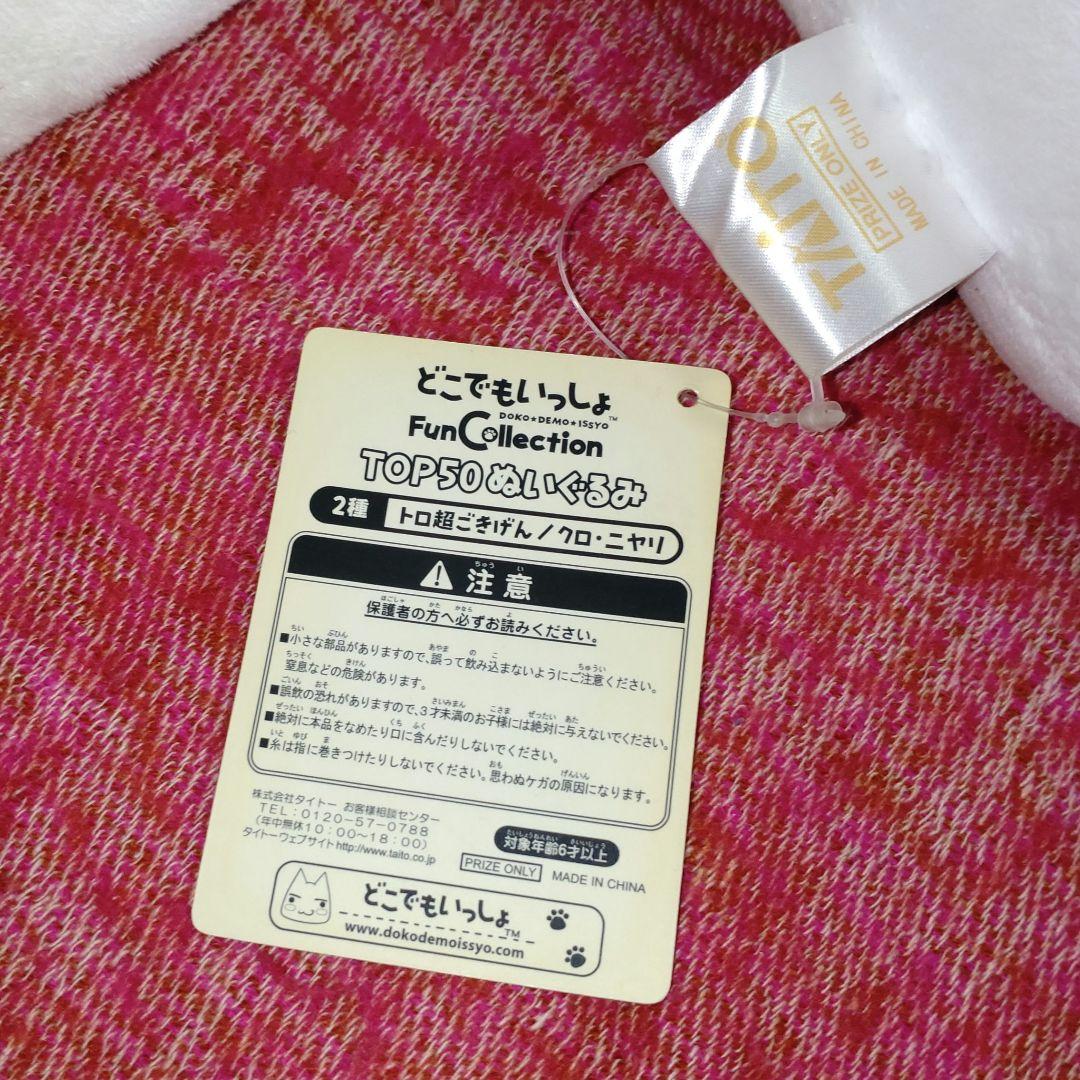 TAITO
PRIZE ONLY
MADE IN CHINA
どこでもいっしょ™
DOKO★DEMO★ISSYO
Fun Collection
TOP50ぬいぐるみ
2種 トロ超ごきげん/クロ・ニヤリ
注意
保護者の方へ必ずお読みください。
■小さな部品がありますので、誤って飲み込まないようにご注意ください。
窒息などの危険があります。
■誤飲の恐れがありますので、3才未満のお子様には絶対に与えないでください。
■絶対に本品をなめたり口に含んだりしないでください。
■糸は指に巻きつけたりしないでください。思わぬケガの原因になります。
株式会社タイトー お客様相談センター
TEL:0120-57-0788
(年中無休10:00~18:00)
タイトーウェブサイトhttp://www.taito.co.jp
対象年齢6才以上
PRIZE ONLY MADE IN CHINA
どこでもいっしょ™
www.dokodemoissyo.com